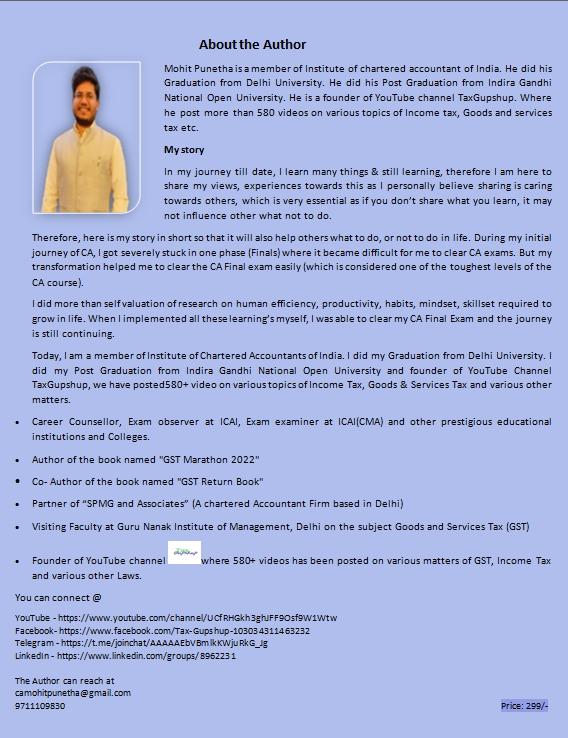 About the Author
Mohit Punetha is a member of Institute of chartered accountant of India. He did his
Graduation from Delhi University. He did his Post Graduation from Indira Gandhi
National Open University. He is a founder of YouTube channel TaxGupshup. Where
he post more than 580 videos on various topics of Income tax, Goods and services
tax etc.
My story
In my journey till date, I learn many things & still learning, therefore I am here to
share my views, experiences towards this as I personally believe sharing is caring
towards others, which is very essential as if you don't share what you learn, it may
not influence other what not to do.
Therefore, here is my story in short so that it will also help others what to do, or not to do in life. During my initial
journey of CA, I got severely stuck in one phase (Finals) where it became difficult for me to clear CA exams. But my
transformation helped me to clear the CA Final exam easily (which is considered one of the toughest levels of the
CA course).
I did more than self valuation of research on human efficiency, productivity, habits, mindset, skillset required to
grow in life. When I implemented all these learning's myself, I was able to clear my CA Final Exam and the journey
is still continuing.
Today, I am a member of Institute of Chartered Accountants of India. I did my Graduation from Delhi University. I
did my Post Graduation from Indira Gandhi National Open University and founder of YouTube Channel
TaxGupshup, we have posted580+ video on various topics of Income Tax, Goods & Services Tax and various other
matters.
• Career Counsellor, Exam observer at ICAI, Exam examiner at ICAI(CMA) and other prestigious educational
institutions and Colleges.
• Author of the book named "GST Marathon 2022"
• Co- Author of the book named "GST Return Book"
• Partner of “SPMG and Associates” (A chartered Accountant Firm based in Delhi)
• Visiting Faculty at Guru Nanak Institute of Management, Delhi on the subject Goods and Services Tax (GST)
• Founder of YouTube channel where 580+ videos has been posted on various matters of GST, Income Tax
and various other Laws.
You can connect @
YouTube - https://www.youtube.com/channel/UCfRHGkh3ghJFF9Osf9W1Wtw
Facebook- https://www.facebook.com/Tax-Gupshup-103034311463232
Telegram - https://t.me/joinchat/AAAAAEbVBmlkKWjuRkG_Jg
LinkedIn - https://www.linkedin.com/groups/8962231
The Author can reach at
camohitpunetha@gmail.com
9711109830
Price: 299/-